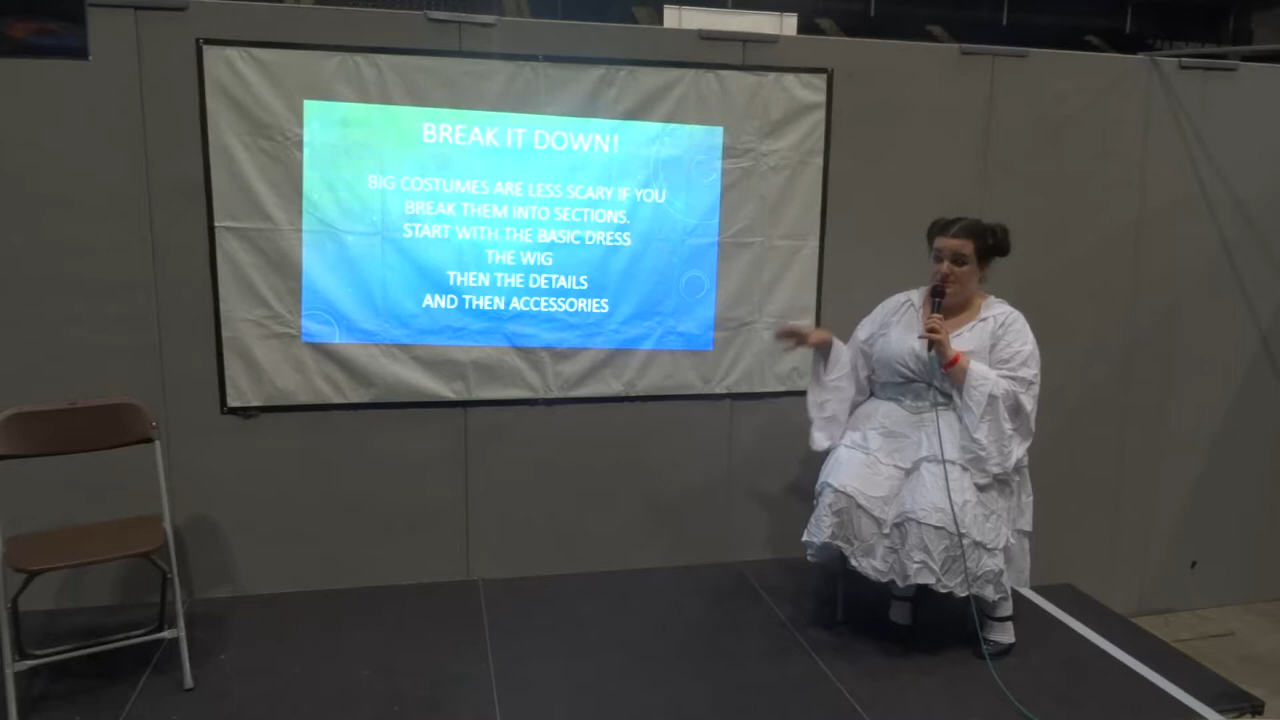 BREAK IT DOWN!
BIG COSTUMES ARE LESS SCARY IF YOU
BREAK THEM INTO SECTIONS.
START WITH THE BASIC DRESS
THE WIG
THEN THE DETAILS
AND THEN ACCESSORIES